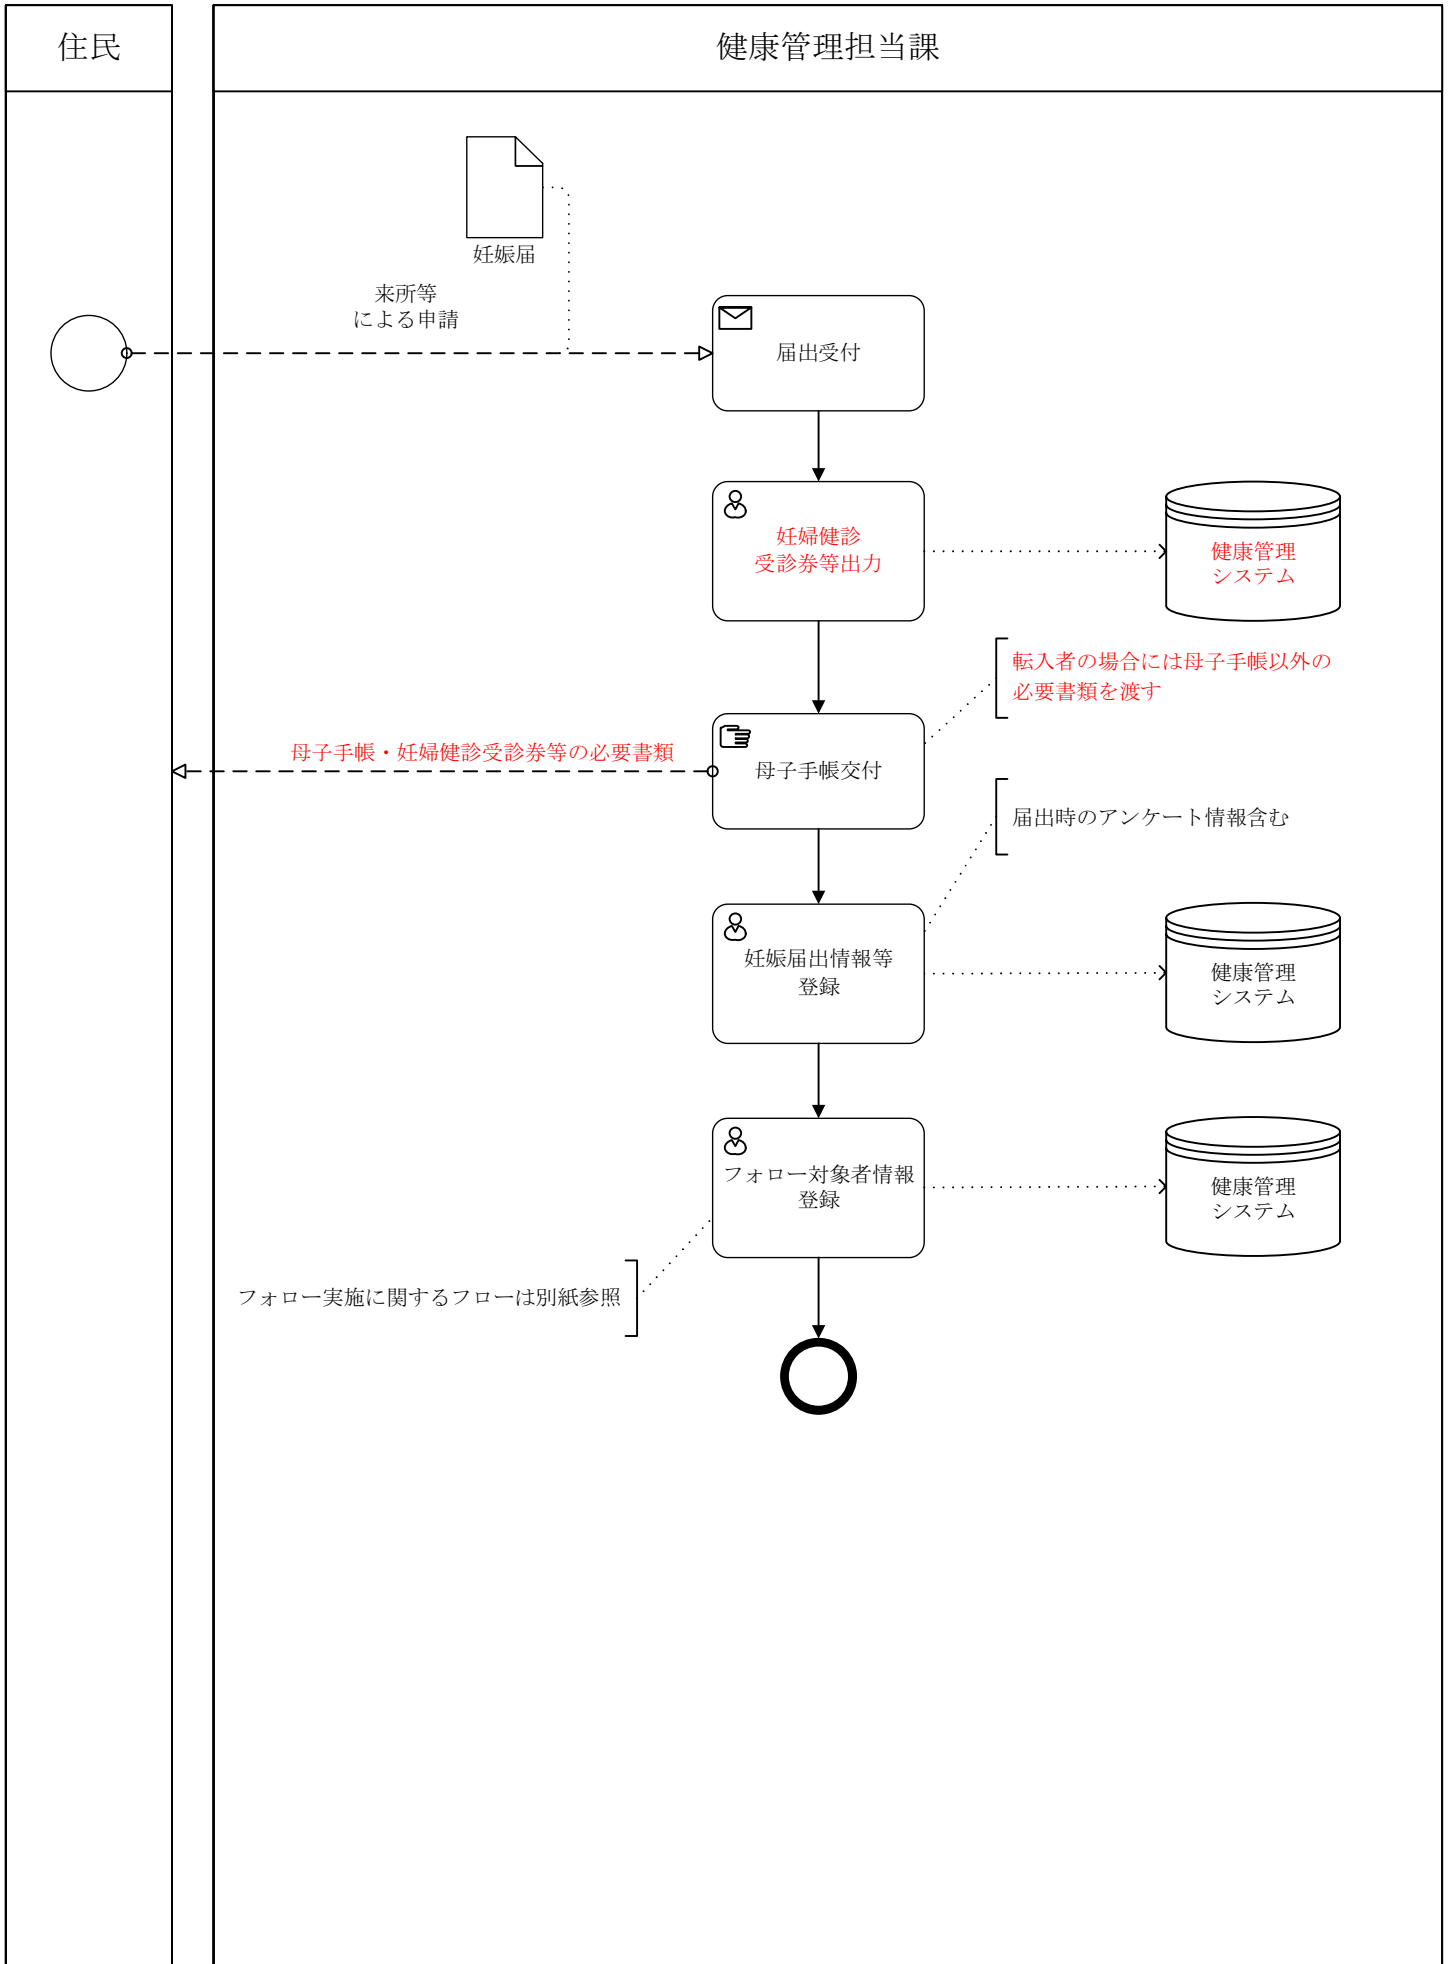 住民
健康管理担当課
妊娠届
来所等
による申請
届出受付
妊婦健診
受診券等出力
健康管理
システム
転入者の場合には母子手帳以外の
必要書類を渡す
母子手帳・妊婦健診受診券等の必要書類
母子手帳交付
届出時のアンケート情報含む
妊娠届出情報等
登録
健康管理
システム
フォロー対象者情報
登録
健康管理
システム
フォロー実施に関するフローは別紙参照